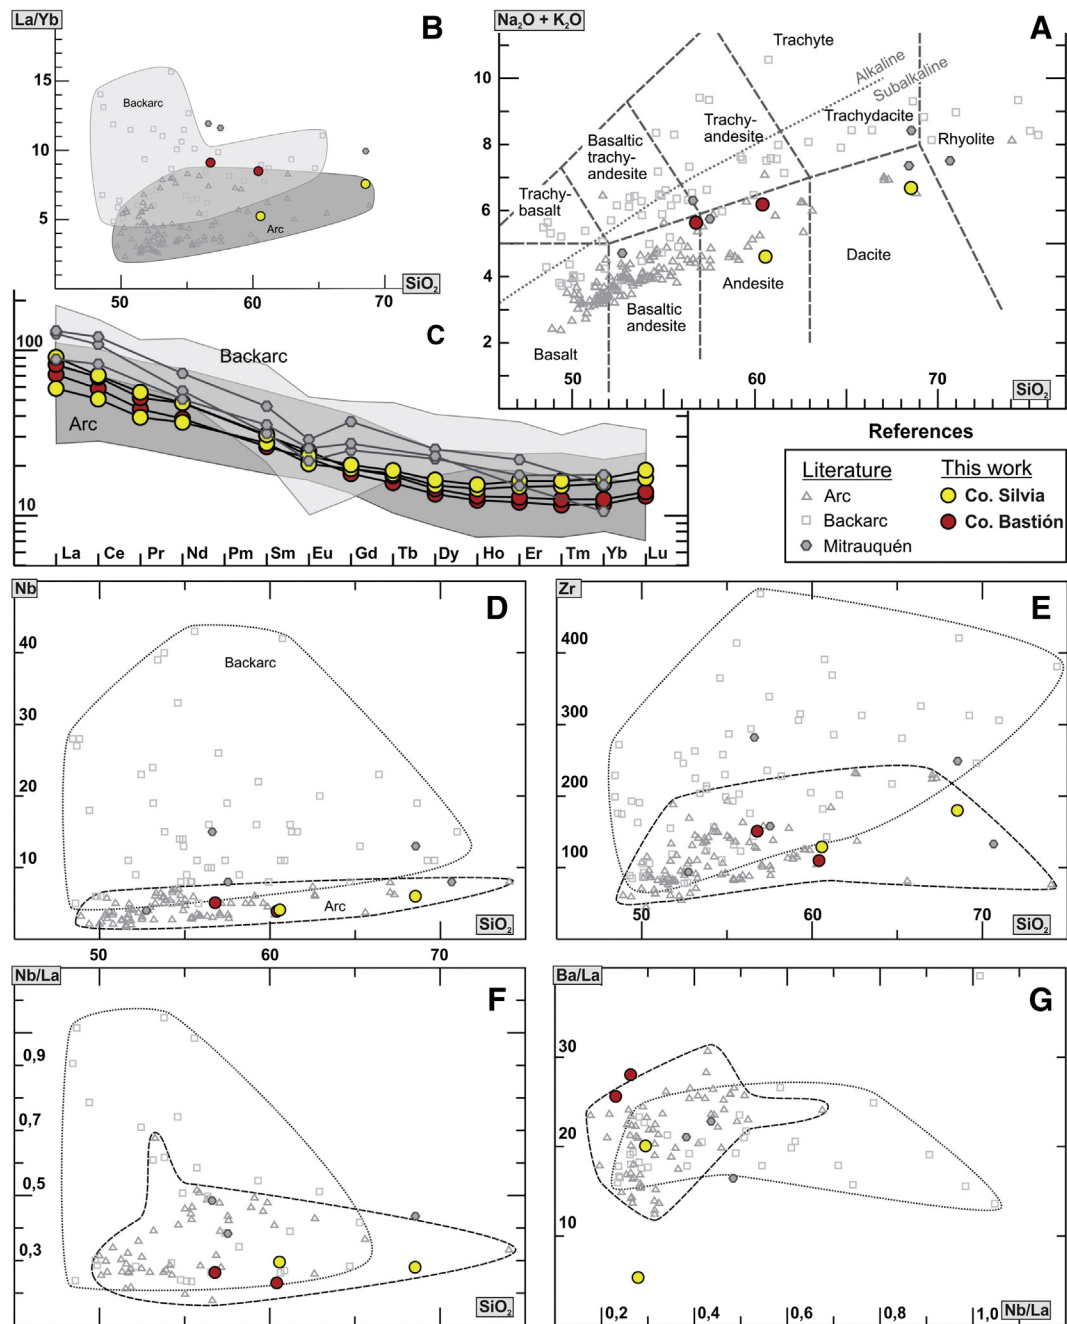 La/Yb
B
15
10
5
Backarc
Arc
50
60
70
SiO₂
Na₂O + K₂O
A
10
8
6
4
2
Trachyte
Alkaline
Subalkaline
Trachy-
andesite
Trachydacite
Rhyolite
Basaltic
trachy-
andesite
Trachy-
basalt
Dacite
Andesite
Basaltic
andesite
Basalt
50
60
70
SiO₂
C
100
10
Backarc
Arc
La Ce Pr Nd Pm Sm Eu Gd Tb Dy Ho Er Tm Yb Lu
References
Literature
Arc
Backarc
Mitrauquén
This work
Co. Silvia
Co. Bastión
Nb
D
40
30
20
10
Backarc
Arc
50
60
70
SiO₂
Zr
E
400
300
200
100
50
60
70
SiO₂
Nb/La
F
0,9
0,7
0,5
0,3
SiO₂
Ba/La
G
30
20
10
0,2
0,4
0,6
0,8
1,0
Nb/La